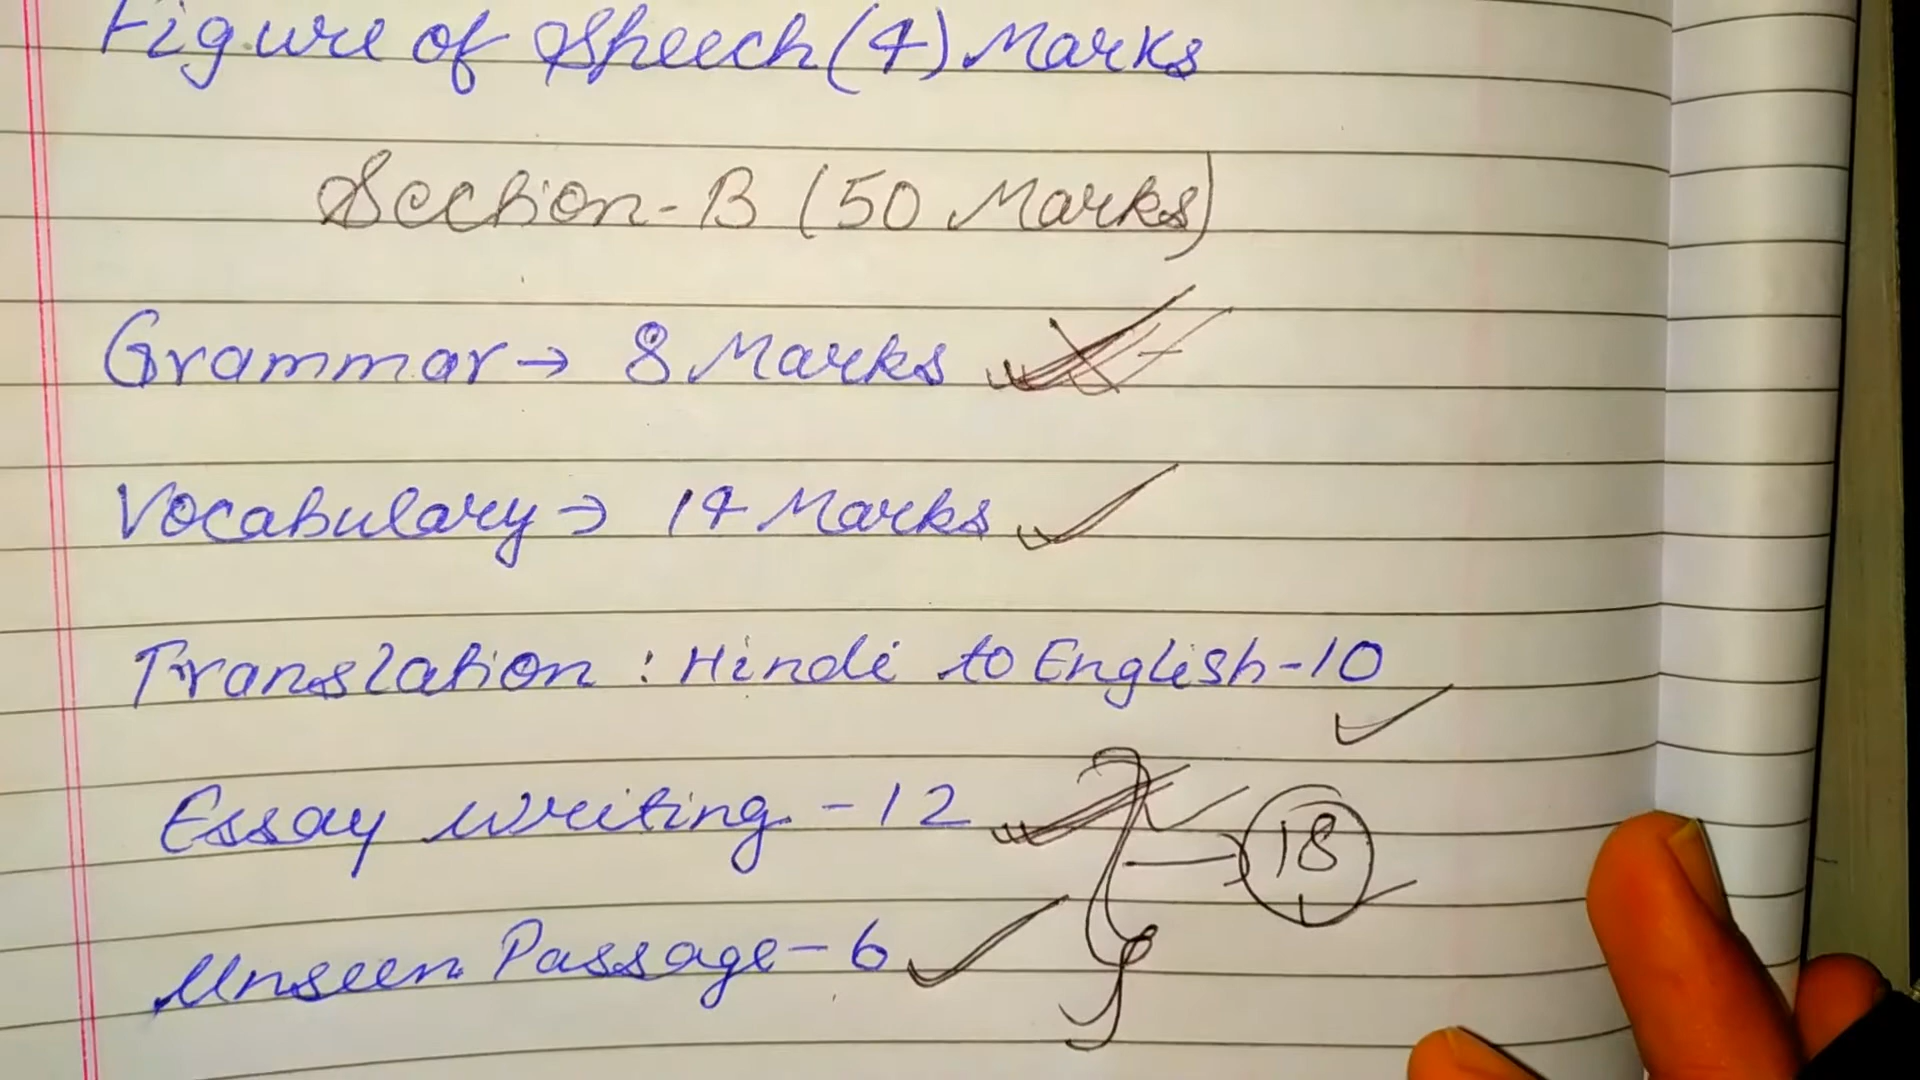 Figure of Speech (4) Marks
Section-B (50 Marks)
Grammar → 8 Marks
Vocabulary → 14 Marks
Translation : Hindi to English-10
Essay writing - 12
18
Unseen Passage - 6